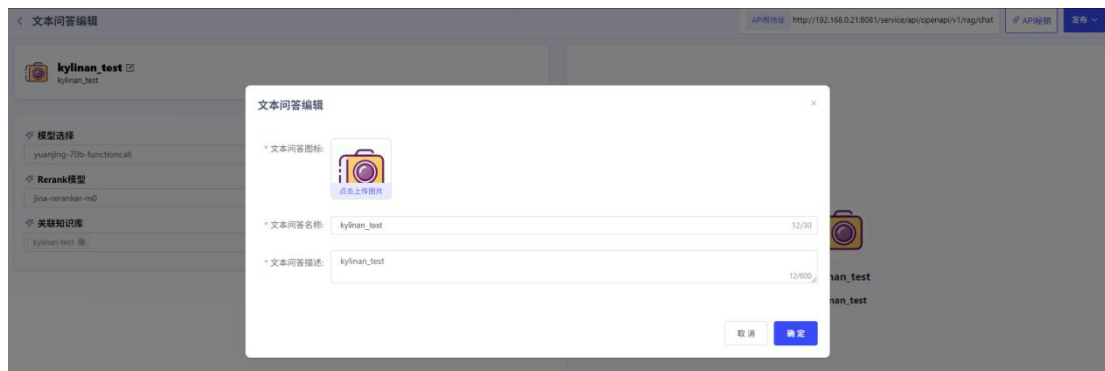 文本问答编辑
API根地址 http://192.168.0.21:8081/service/api/openapi/v1/rag/chat
API秘钥
发布
kylinan_test
kylinan_test
文本问答编辑
模型选择
yuanjing-70b-functioncall
* 文本问答图标:
点击上传图片
Rerank模型
jina-reranker-m0
关联知识库
* 文本问答名称: kylinan_test 12/30
kylinan-test
* 文本问答描述: kylinan_test
12/600
nan_test
nan_test
取消 确定